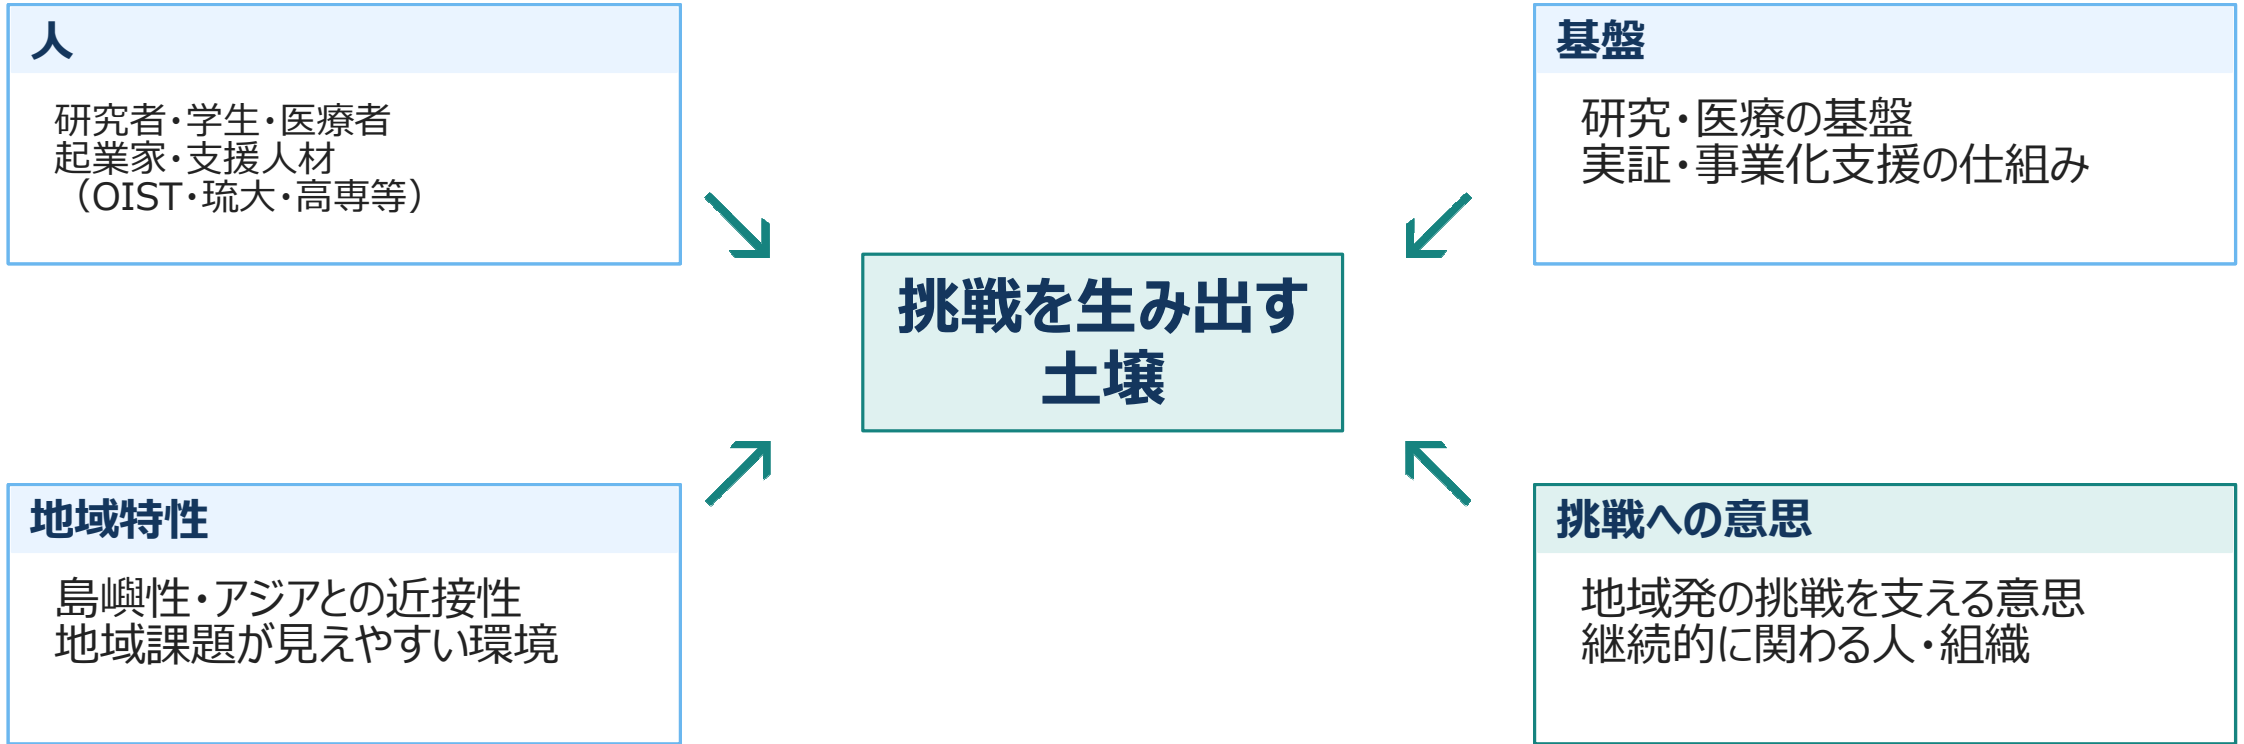 人
研究者・学生・医療者
起業家・支援人材
（OIST・琉大・高専等）
基盤
研究・医療の基盤
実証・事業化支援の仕組み
挑戦を生み出す
土壌
地域特性
島嶼性・アジアとの近接性
地域課題が見えやすい環境
挑戦への意思
地域発の挑戦を支える意思
継続的に関わる人・組織